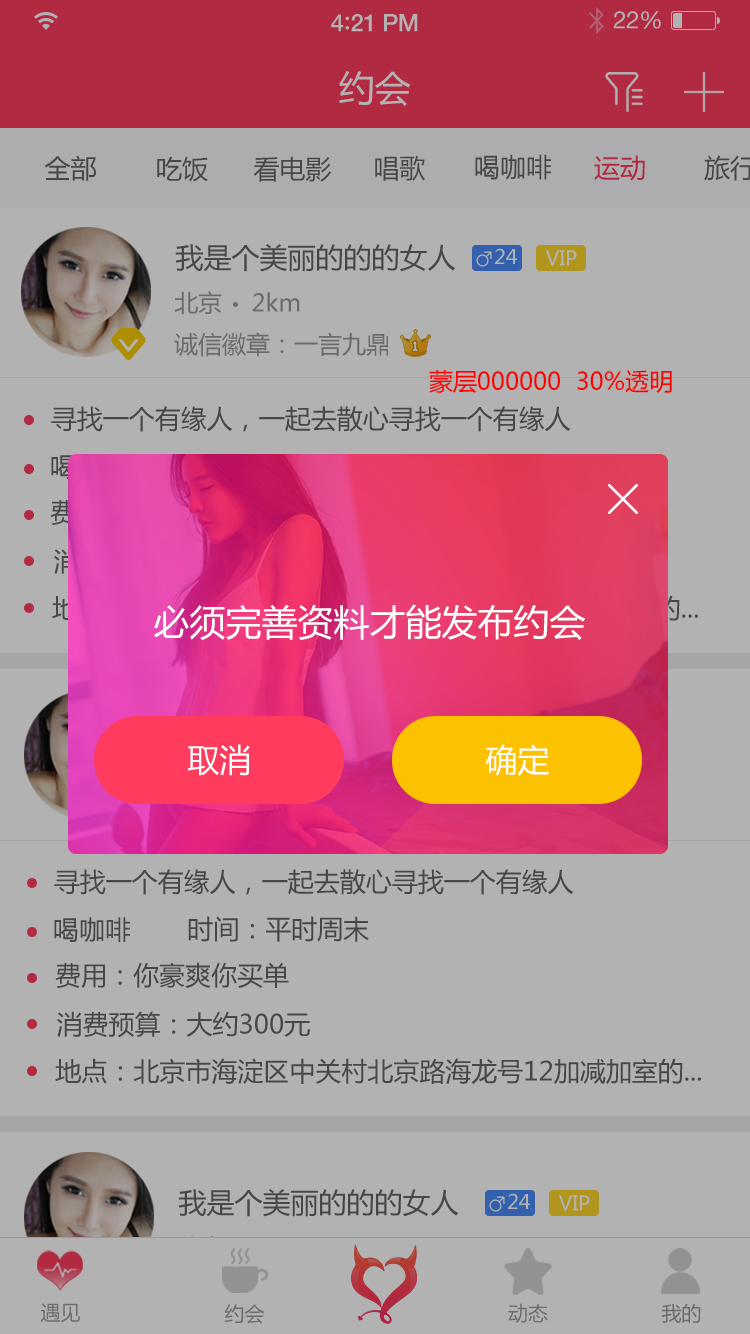 4:21 PM
22%
约会
全部 吃饭 看电影 唱歌 喝咖啡 运动 旅行
我是个美丽的的的女人 ♂24 VIP
北京 · 2km
诚信徽章：一言九鼎 1
蒙层000000 30%透明
寻找一个有缘人，一起去散心寻找一个有缘人
喝
费
消
地 的...
必须完善资料才能发布约会
取消 确定
寻找一个有缘人，一起去散心寻找一个有缘人
喝咖啡 时间：平时周末
费用：你豪爽你买单
消费预算：大约300元
地点：北京市海淀区中关村北京路海龙号12加减加室的...
我是个美丽的的的女人 ♂24 VIP
遇见 约会 动态 我的